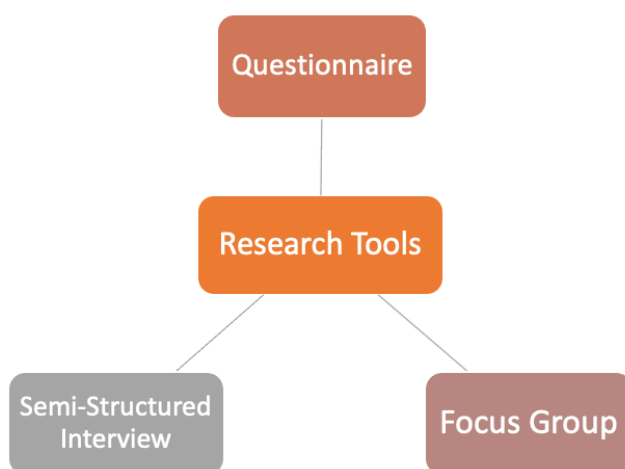 Questionnaire
Research Tools
Semi-Structured
Interview
Focus Group